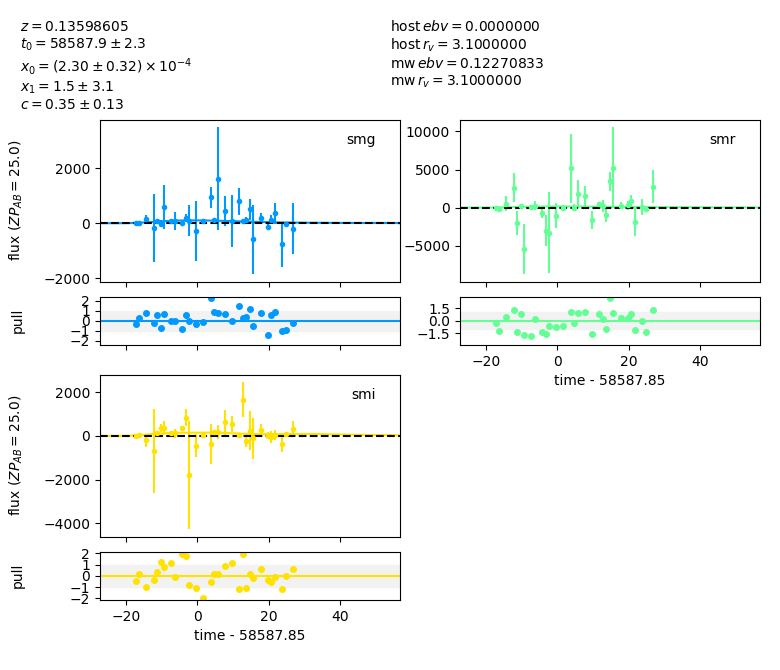 z = 0.13598605
t₀ = 58587.9 ± 2.3
x₀ = (2.30 ± 0.32) × 10⁻⁴
x₁ = 1.5 ± 3.1
c = 0.35 ± 0.13
host ebv = 0.0000000
host r_v = 3.1000000
mw ebv = 0.12270833
mw r_v = 3.1000000
flux (ZP_AB = 25.0)
2000
0
−2000
smg
10000
5000
0
−5000
smr
pull
2
1
0
−1
−2
1.5
0.0
−1.5
−20
0
20
40
time - 58587.85
flux (ZP_AB = 25.0)
2000
0
−2000
−4000
smi
pull
2
1
0
−1
−2
−20
0
20
40
time - 58587.85